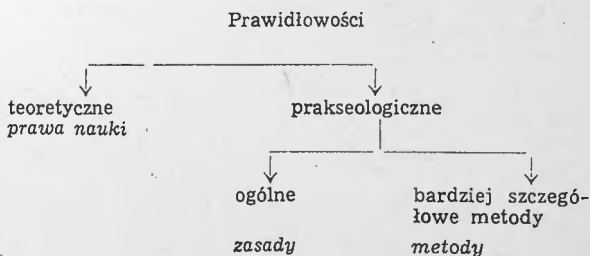 Prawidłowości
teoretyczne
prawa nauki
prakseologiczne
ogólne
zasady
bardziej szczegó-
łowe metody
metody